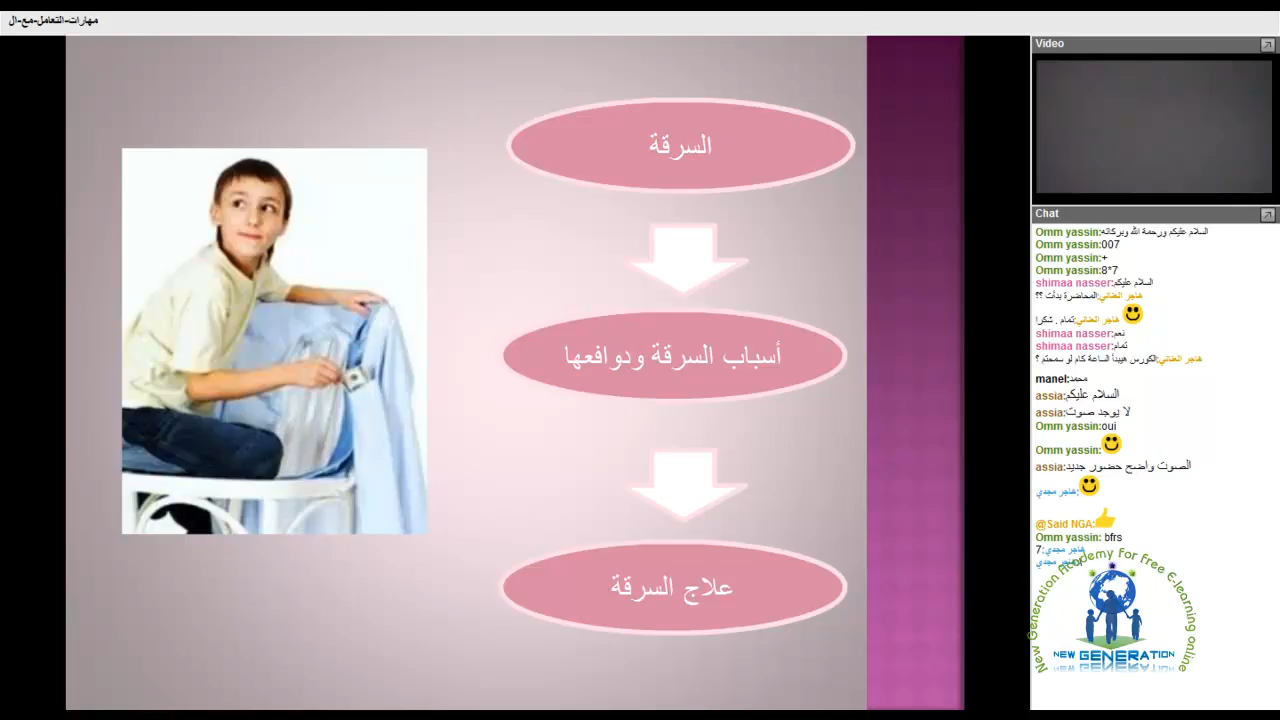 مهارات-التعامل-مع-ال
السرقة
أسباب السرقة ودوافعها
علاج السرقة
Video
Chat
Omm yassin:السلام عليكم ورحمة الله وبركاته
Omm yassin:007
Omm yassin:+
Omm yassin:8*7
shimaa nasser:السلام عليكم
هاجر العناني:المحاضرة بدأت ؟؟
هاجر العناني:تمام . شكرا
shimaa nasser:نعم
shimaa nasser:تمام
هاجر العناني:الكورس هيبدأ الساعة كام لو سمحتم ؟
manel:محمد
assia:السلام عليكم
assia:لا يوجد صوت
Omm yassin:oui
Omm yassin:
assia:الصوت واضح حضور جديد
هاجر مجدي:
@Said NGA:
Omm yassin: bfrs
هاجر مجدي:7
هاجر مجدي
New Generation Academy For Free E-learning online
NEW GENERATION